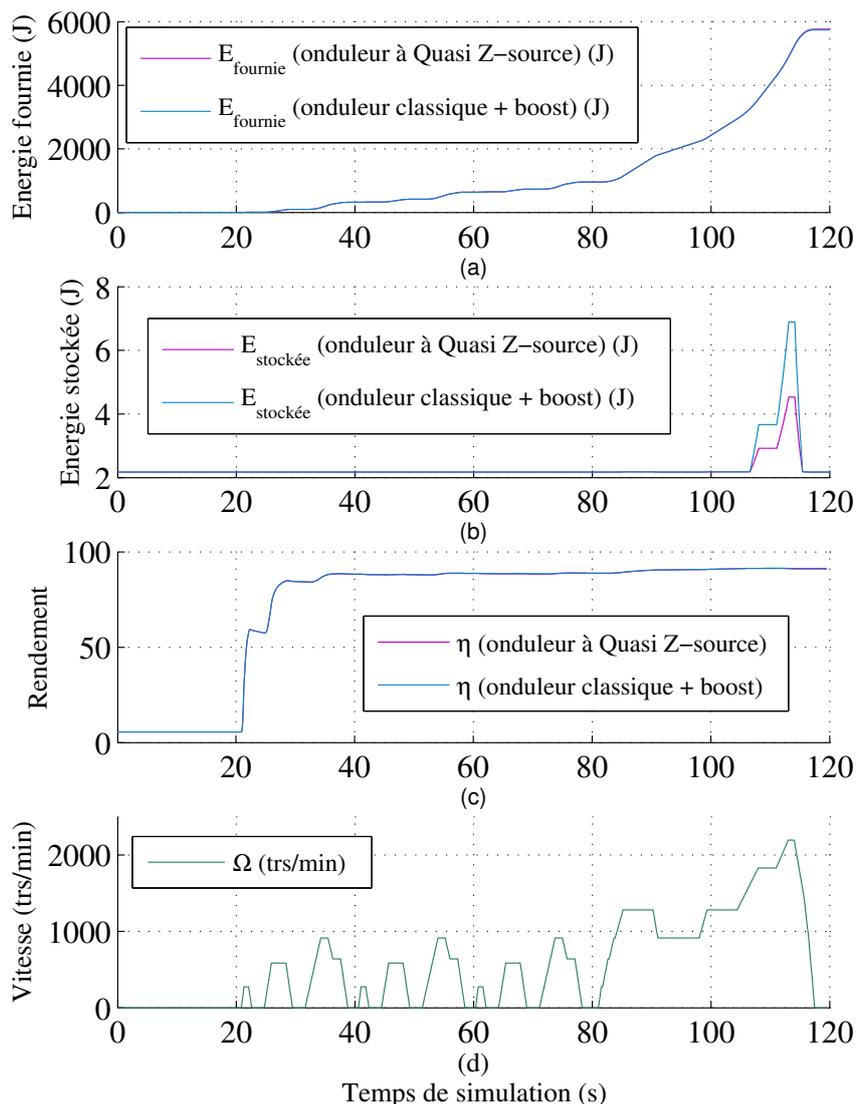 Energie fournie (J)
6000
4000
2000
0
E_fournie (onduleur à Quasi Z−source) (J)
E_fournie (onduleur classique + boost) (J)
0 20 40 60 80 100 120
(a)
Energie stockée (J)
8
6
4
2
E_stockée (onduleur à Quasi Z−source) (J)
E_stockée (onduleur classique + boost) (J)
0 20 40 60 80 100 120
(b)
Rendement
100
50
0
η (onduleur à Quasi Z−source)
η (onduleur classique + boost)
20 40 60 80 100 120
(c)
Vitesse (trs/min)
2000
1000
0
Ω (trs/min)
0 20 40 60 80 100 120
(d)
Temps de simulation (s)